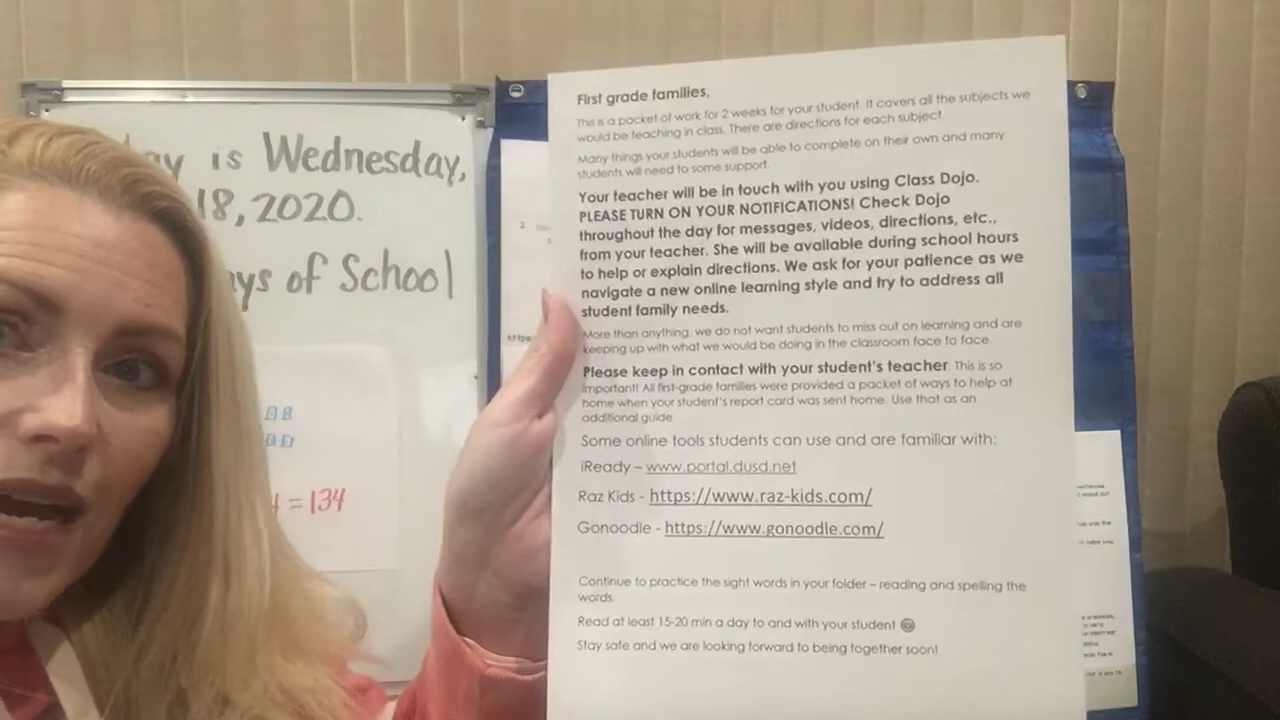 ay is Wednesday,
18, 2020.
ys of School
4 = 134
First grade families,
This is a packet of work for 2 weeks for your student. It covers all the subjects we
would be teaching in class. There are directions for each subject
Many things your students will be able to complete on their own and many
students will need to some support.
Your teacher will be in touch with you using Class Dojo.
PLEASE TURN ON YOUR NOTIFICATIONS! Check Dojo
throughout the day for messages, videos, directions, etc.,
from your teacher. She will be available during school hours
to help or explain directions. We ask for your patience as we
navigate a new online learning style and try to address all
student family needs.
More than anything, we do not want students to miss out on learning and are
keeping up with what we would be doing in the classroom face to face.
Please keep in contact with your student's teacher. This is so
important! All first-grade families were provided a packet of ways to help at
home when your student's report card was sent home. Use that as an
additional guide
Some online tools students can use and are familiar with:
iReady – www.portal.dusd.net
Raz Kids - https://www.raz-kids.com/
Gonoodle - https://www.gonoodle.com/
Continue to practice the sight words in your folder – reading and spelling the
words.
Read at least 15-20 min a day to and with your student
Stay safe and we are looking forward to being together soon!
2.
https